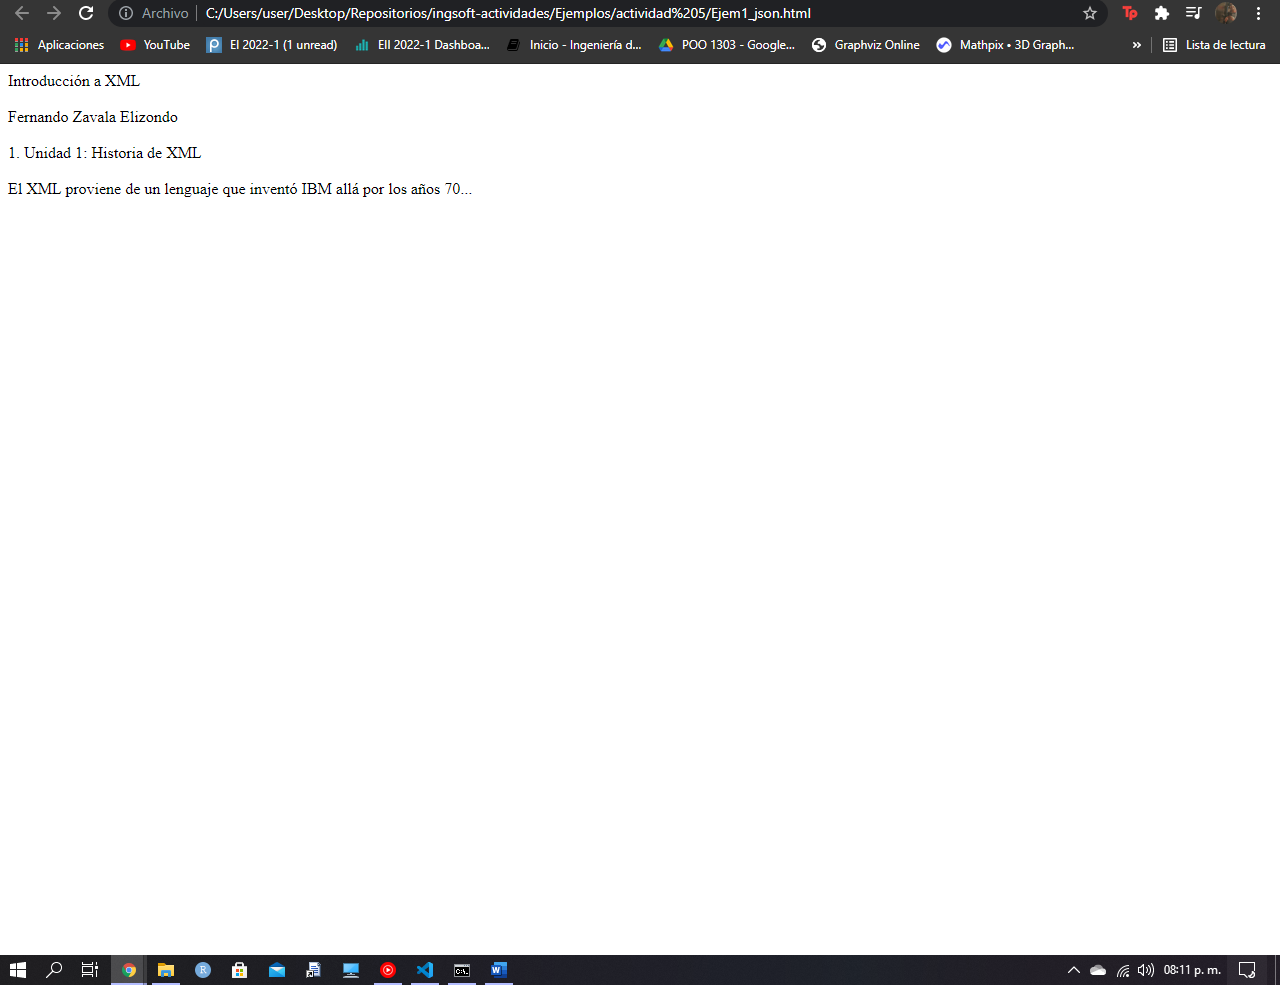 Archivo C:/Users/user/Desktop/Repositorios/ingsoft-actividades/Ejemplos/actividad%205/Ejem1_json.html
Aplicaciones YouTube EI 2022-1 (1 unread) EII 2022-1 Dashboa... Inicio - Ingeniería d... POO 1303 - Google... Graphviz Online Mathpix • 3D Graph... » Lista de lectura
Introducción a XML
Fernando Zavala Elizondo
1. Unidad 1: Historia de XML
El XML proviene de un lenguaje que inventó IBM allá por los años 70...
08:11 p. m.